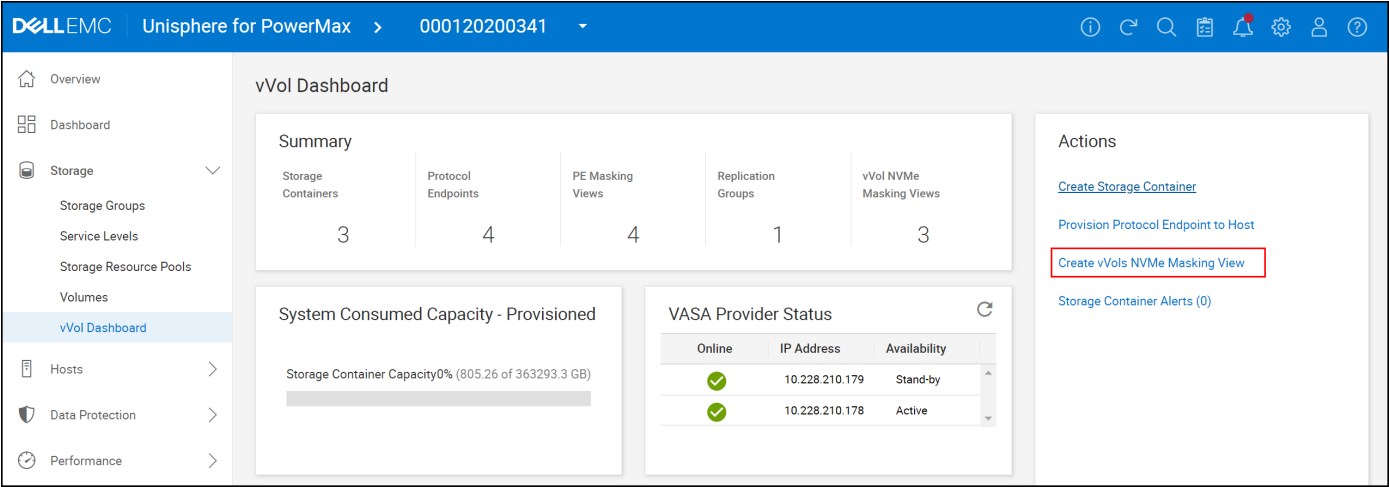 DELLEMC Unisphere for PowerMax > 000120200341
Overview
Dashboard
Storage
Storage Groups
Service Levels
Storage Resource Pools
Volumes
vVol Dashboard
Hosts
Data Protection
Performance
vVol Dashboard
Summary
Storage
Containers
3
Protocol
Endpoints
4
PE Masking
Views
4
Replication
Groups
1
vVol NVMe
Masking Views
3
System Consumed Capacity - Provisioned
Storage Container Capacity0% (805.26 of 363293.3 GB)
VASA Provider Status
Online IP Address Availability
10.228.210.179 Stand-by
10.228.210.178 Active
Actions
Create Storage Container
Provision Protocol Endpoint to Host
Create vVols NVMe Masking View
Storage Container Alerts (0)